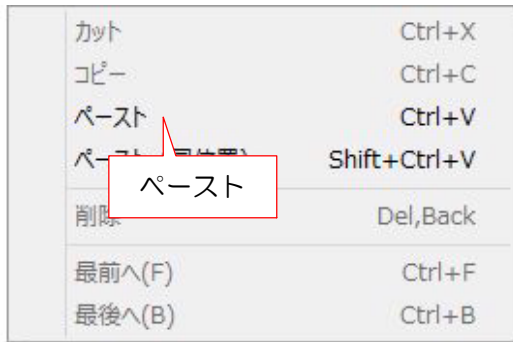 カット Ctrl+X
コピー Ctrl+C
ペースト Ctrl+V
Shift+Ctrl+V
ペースト
削除 Del,Back
最前へ(F) Ctrl+F
最後へ(B) Ctrl+B